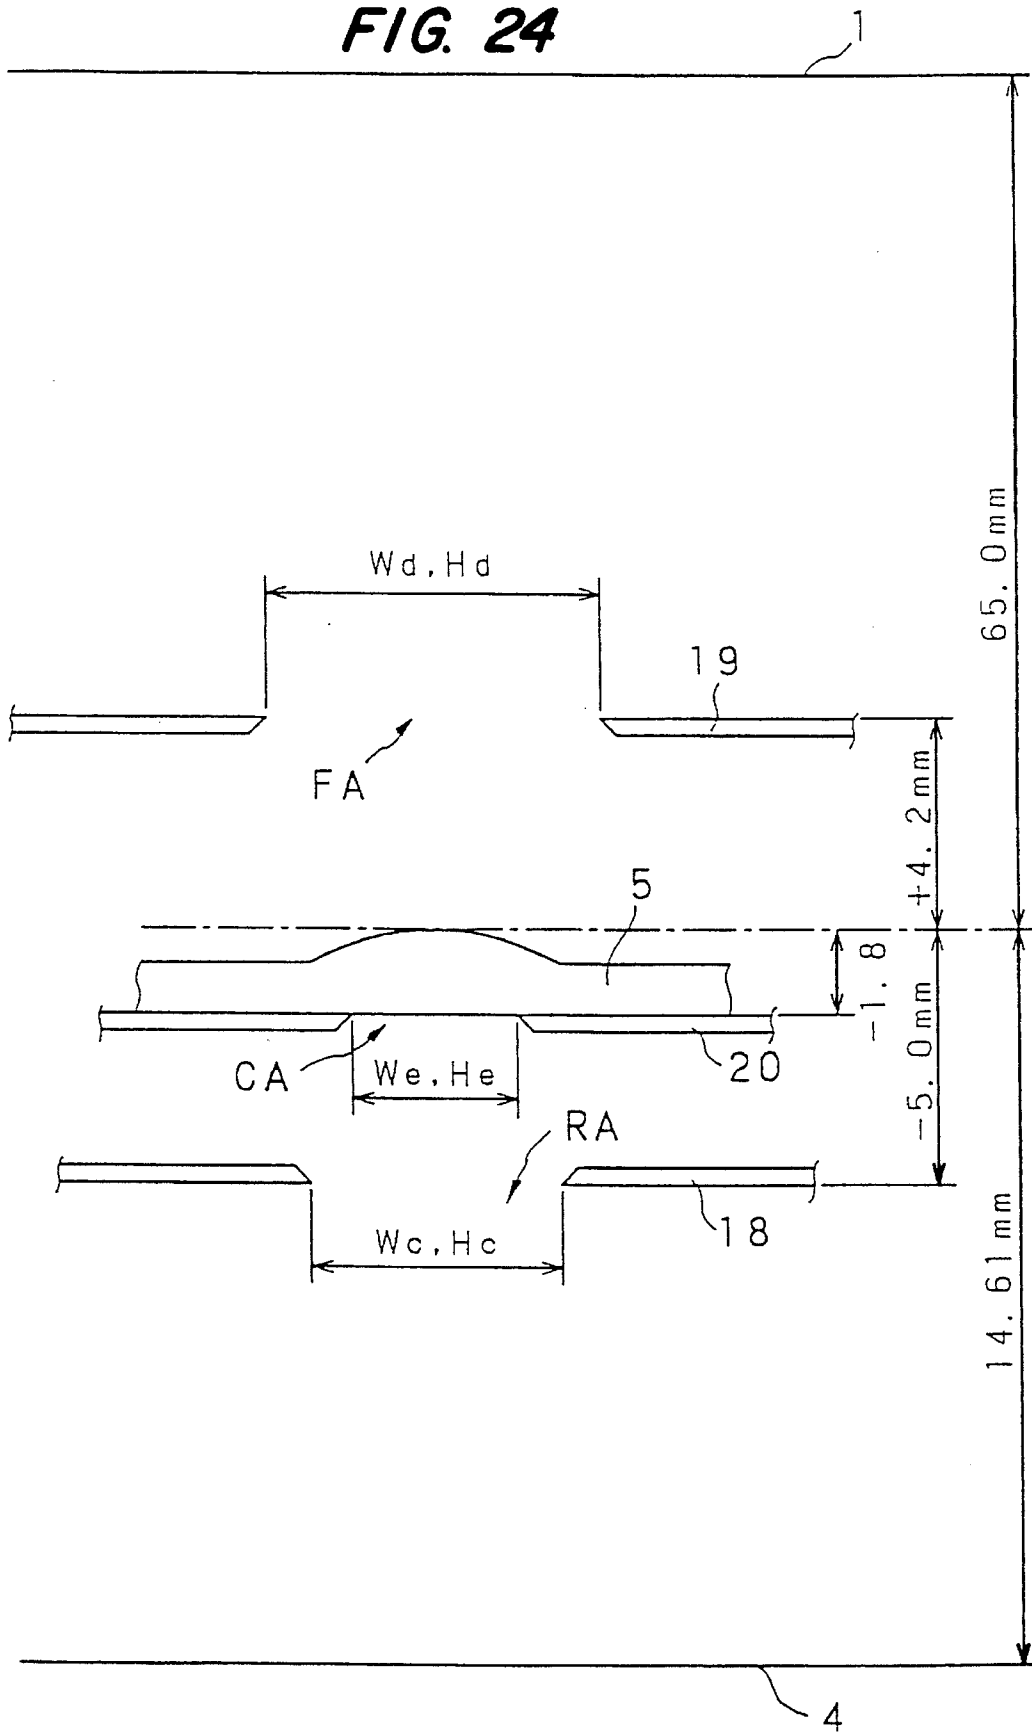 FIG. 24
1
65.0mm
Wd,Hd
19
FA
+4.2mm
5
-1.8
CA
We,He
20
-5.0mm
RA
18
Wc,Hc
14.61mm
4